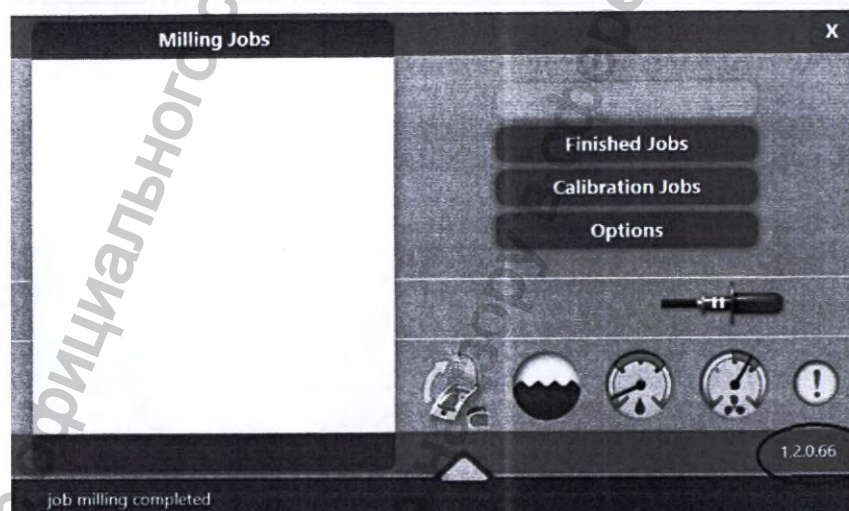 Milling Jobs
X
Finished Jobs
Calibration Jobs
Options
1.2.0.66
job milling completed